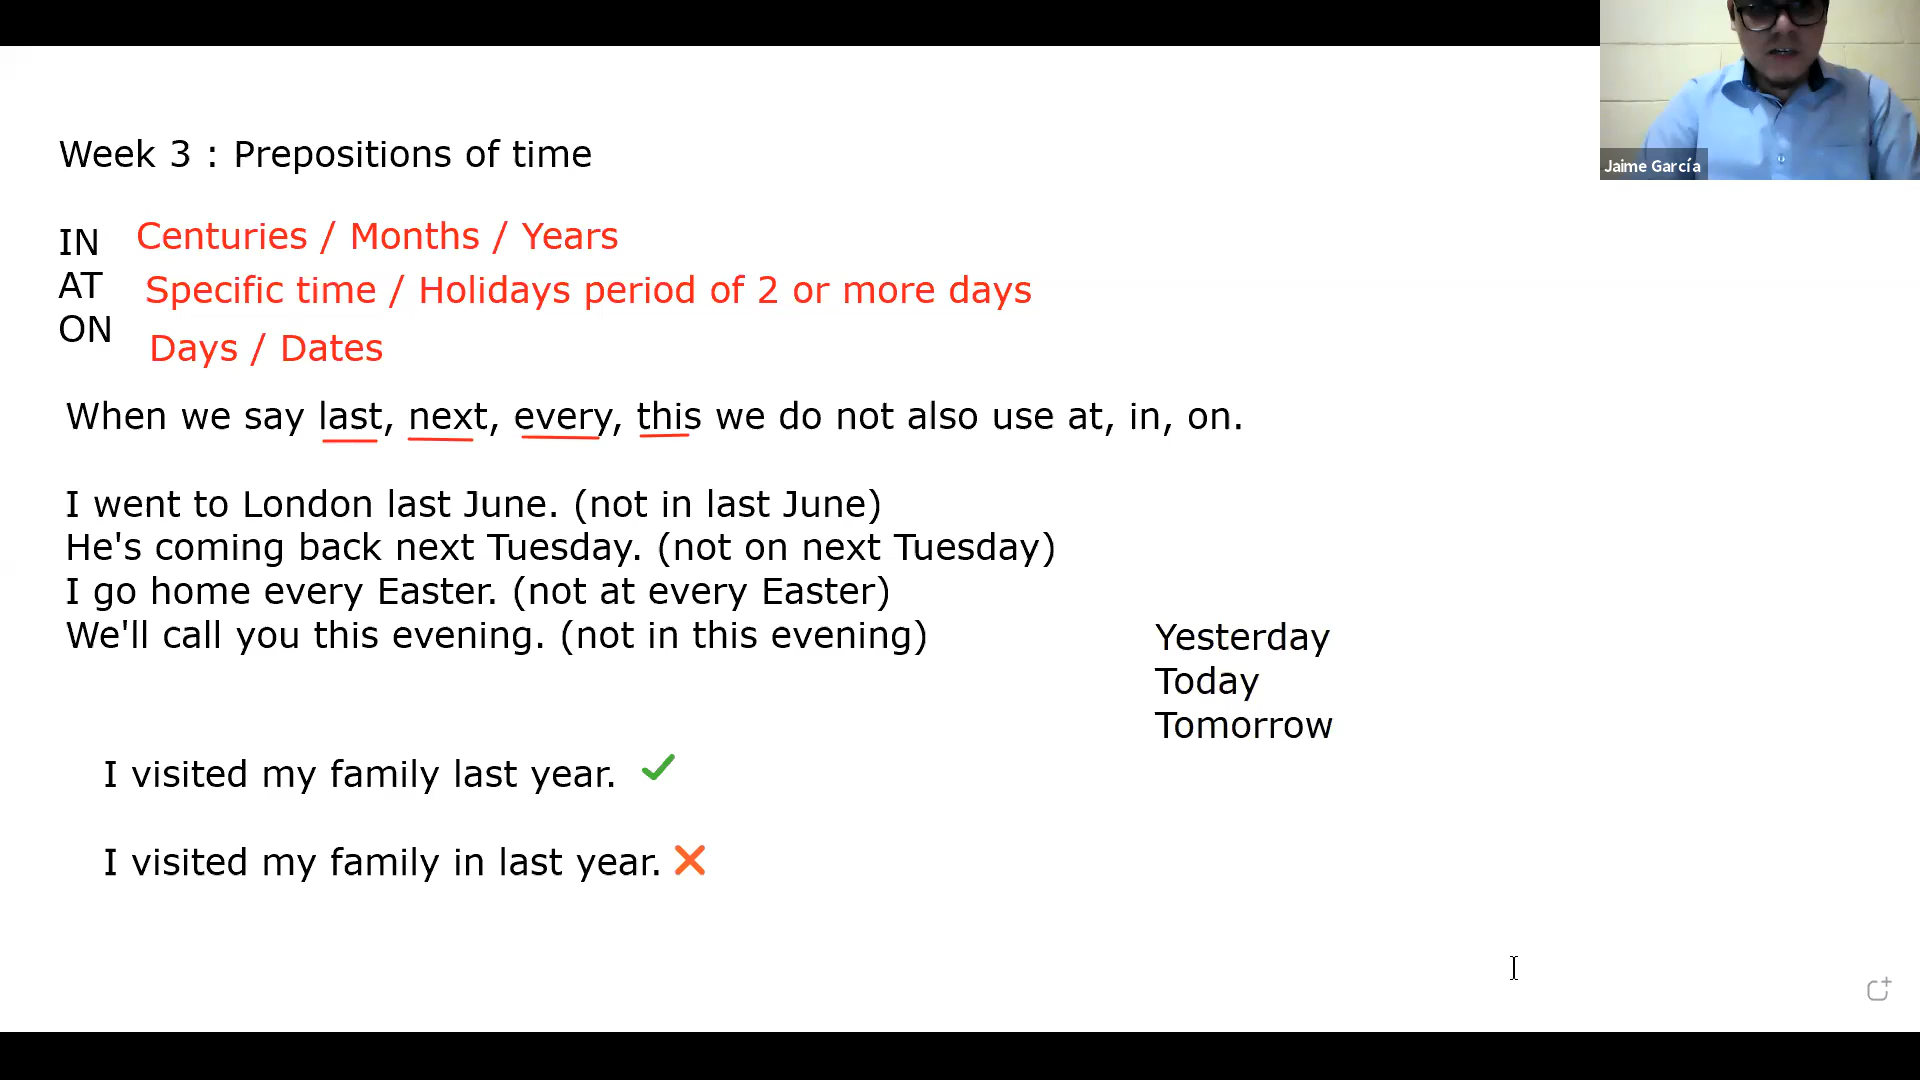 Jaime García
Week 3 : Prepositions of time
IN Centuries / Months / Years
AT Specific time / Holidays period of 2 or more days
ON Days / Dates
When we say last, next, every, this we do not also use at, in, on.
I went to London last June. (not in last June)
He's coming back next Tuesday. (not on next Tuesday)
I go home every Easter. (not at every Easter)
We'll call you this evening. (not in this evening)
Yesterday
Today
Tomorrow
I visited my family last year.
I visited my family in last year.